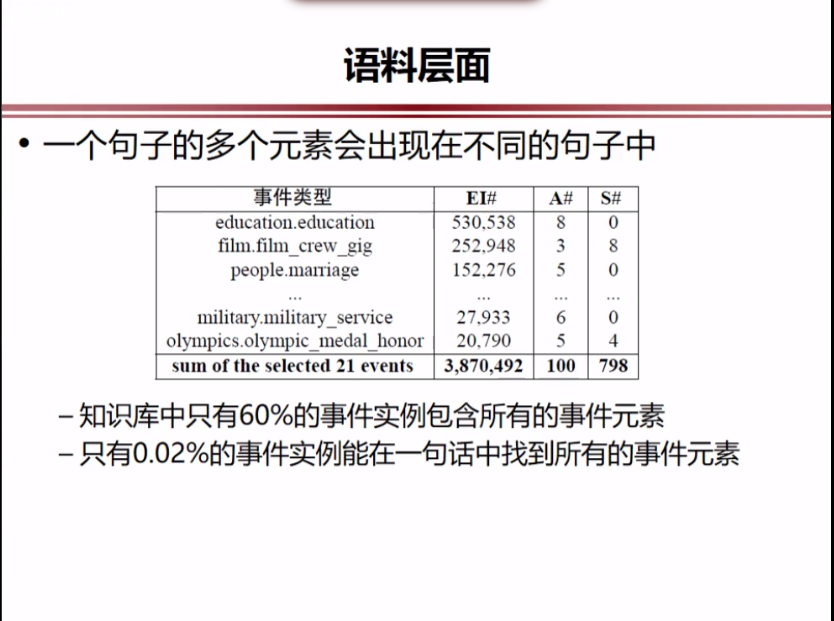 语料层面
• 一个句子的多个元素会出现在不同的句子中
事件类型 EI# A# S#
education.education 530,538 8 0
film.film_crew_gig 252,948 3 8
people.marriage 152,276 5 0
... ... ... ...
military.military_service 27,933 6 0
olympics.olympic_medal_honor 20,790 5 4
sum of the selected 21 events 3,870,492 100 798
– 知识库中只有60%的事件实例包含所有的事件元素
– 只有0.02%的事件实例能在一句话中找到所有的事件元素